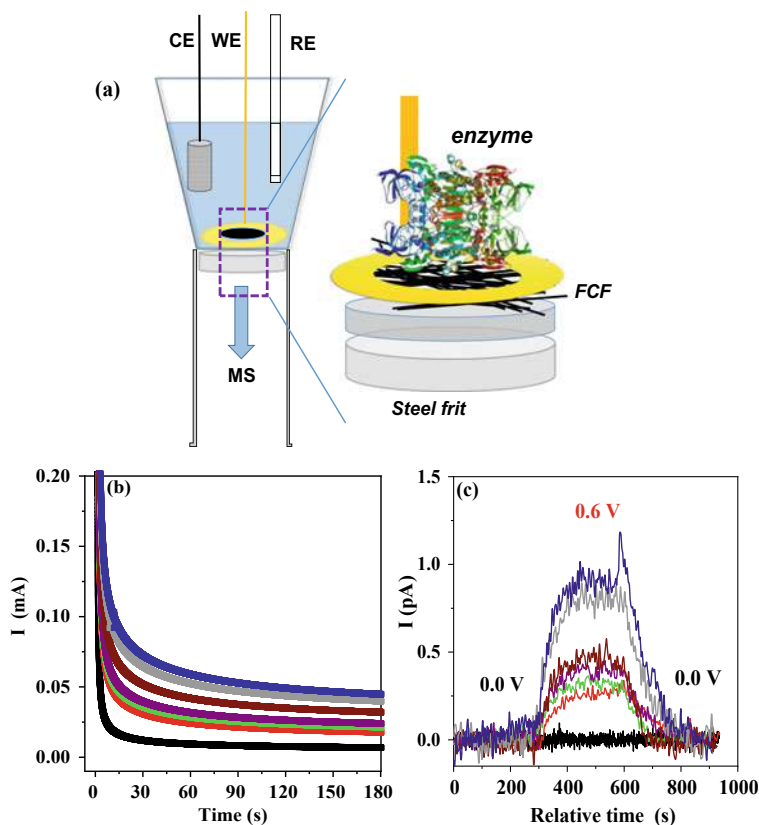 CE WE RE
(a)
enzyme
FCF
MS
Steel frit
(b)
0.20
0.15
0.10
0.05
0.00
I (mA)
0 30 60 90 120 150 180
Time (s)
(c)
1.5
1.0
0.5
0.0
I (pA)
0.6 V
0.0 V
0.0 V
0 200 400 600 800 1000
Relative time (s)